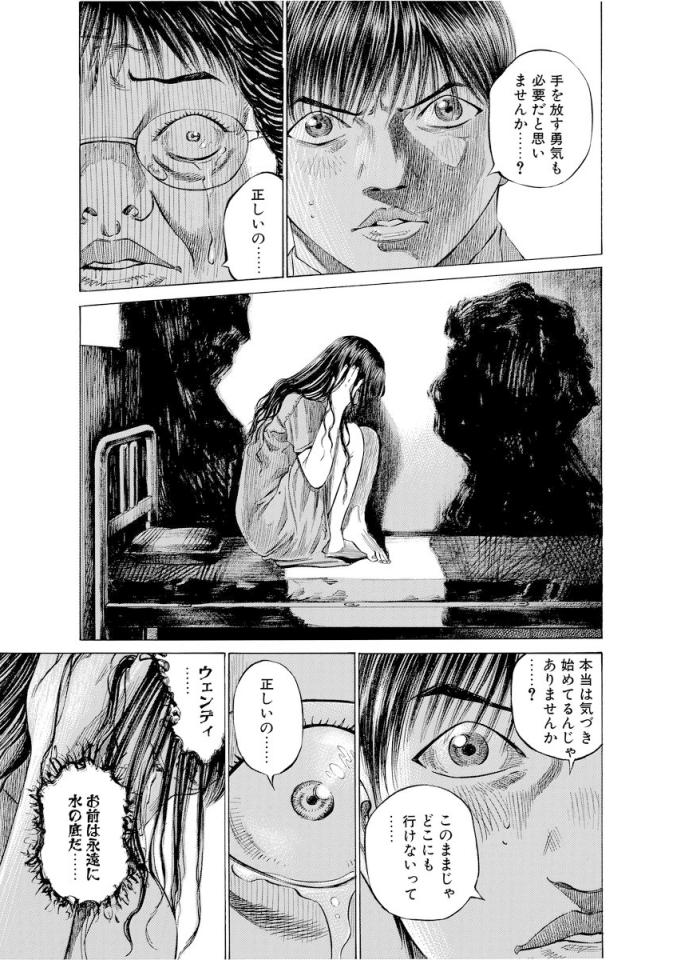 手を放す勇気も
必要だと思い
ませんか……？
正しいの……
本当は気づき
始めてるんじゃ
ありませんか
……？
このままじゃ
どこにも
行けないって
……
正しいの……
ウェンディ
……
お前は永遠に
水の底だ……